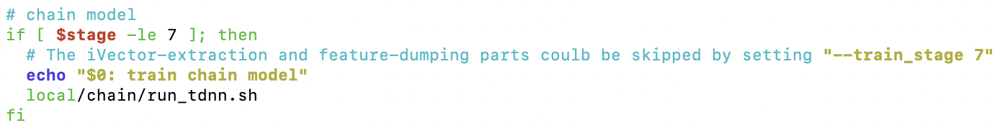 # chain model
if [ $stage -le 7 ]; then
  # The iVector-extraction and feature-dumping parts coulb be skipped by setting "--train_stage 7"
  echo "$0: train chain model"
  local/chain/run_tdnn.sh
fi